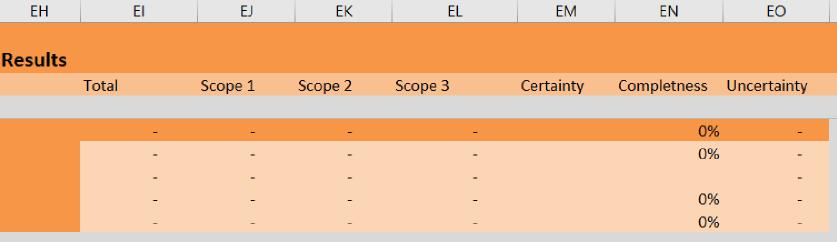 EH EI EJ EK EL EM EN EO
Results
Total Scope 1 Scope 2 Scope 3 Certainty Completness Uncertainty
- - - - 0% -
- - - - 0% -
- - - - -
- - - - 0% -
- - - - 0% -